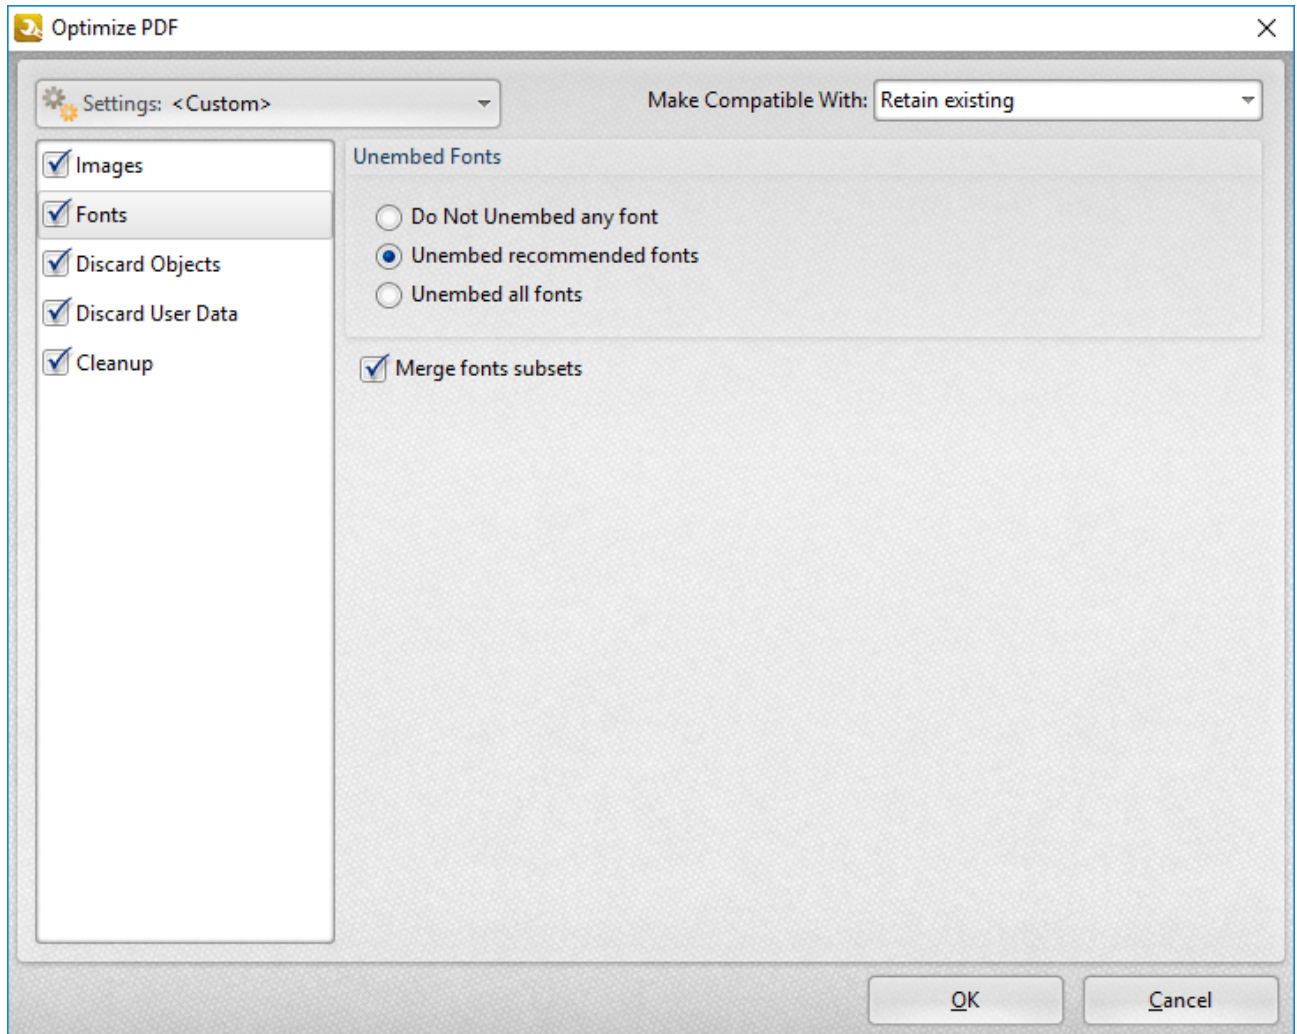 Optimize PDF
Settings: <Custom>
Make Compatible With: Retain existing
Images
Fonts
Discard Objects
Discard User Data
Cleanup
Unembed Fonts
Do Not Unembed any font
Unembed recommended fonts
Unembed all fonts
Merge fonts subsets
OK
Cancel